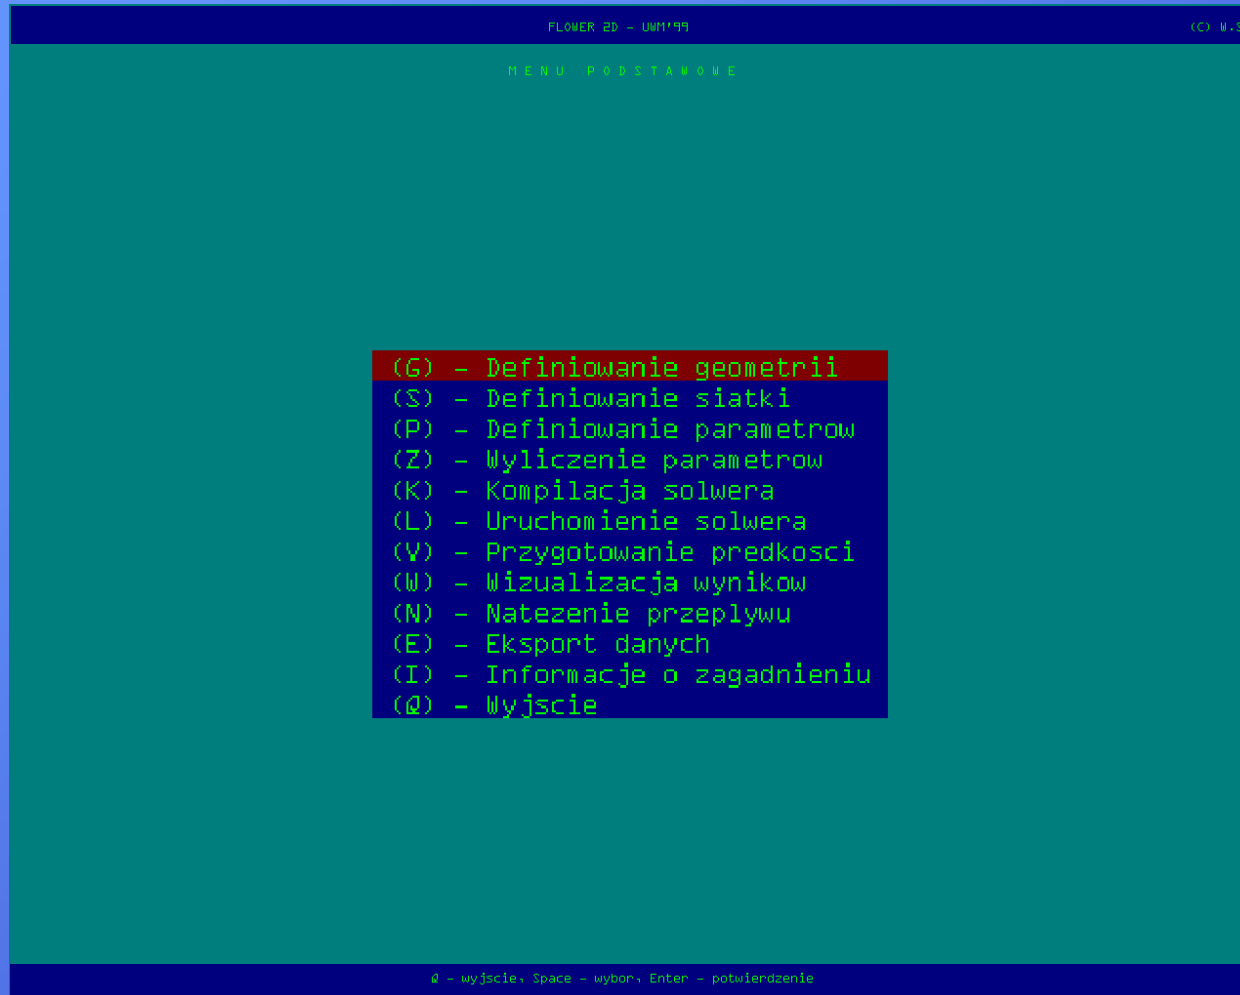 FLOWER 2D - UWM'99 (C)
M E N U  P O D S T A W O W E
(G) - Definiowanie geometrii
(S) - Definiowanie siatki
(P) - Definiowanie parametrow
(Z) - Wyliczenie parametrow
(K) - Kompilacja solwera
(L) - Uruchomienie solwera
(V) - Przygotowanie predkosci
(W) - Wizualizacja wynikow
(N) - Natezenie przeplywu
(E) - Eksport danych
(I) - Informacje o zagadnieniu
(Q) - Wyjscie
Q - wyjscie, Space - wybor, Enter - potwierdzenie